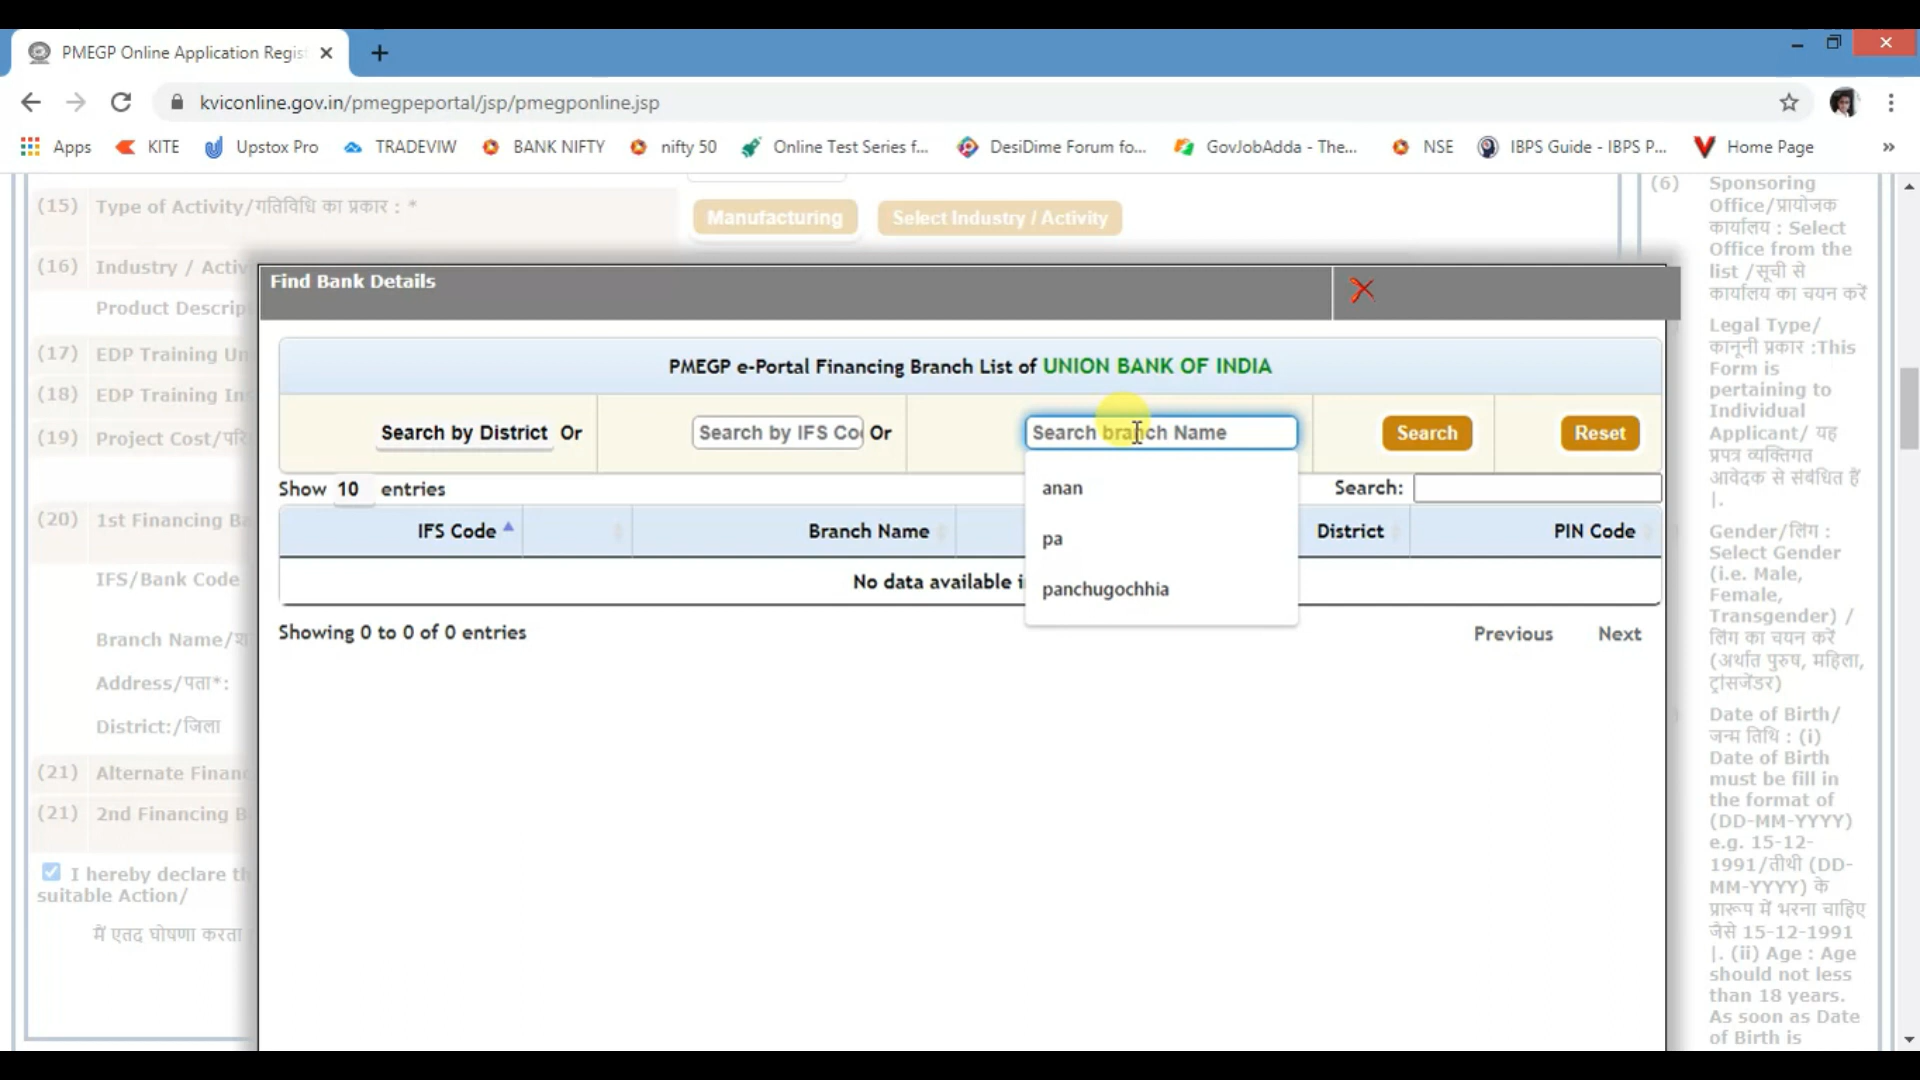 PMEGP Online Application Regis
kviconline.gov.in/pmegpeportal/jsp/pmegponline.jsp
Apps KITE Upstox Pro TRADEVIW BANK NIFTY nifty 50 Online Test Series f... DesiDime Forum fo... GovJobAdda - The... NSE IBPS Guide - IBPS P... Home Page »
(15) Type of Activity/गतिविधि का प्रकार : *
Manufacturing Select Industry / Activity
(16) Industry / Activ
Product Descrip
(17) EDP Training Un
(18) EDP Training In
(19) Project Cost/परि
(20) 1st Financing Ba
IFS/Bank Code
Branch Name/श
Address/पता*:
District:/जिला
(21) Alternate Financ
(21) 2nd Financing B
I hereby declare th
suitable Action/
मैं एतद घोषणा करता
Find Bank Details
PMEGP e-Portal Financing Branch List of UNION BANK OF INDIA
Search by District Or Search by IFS Co Or Search branch Name Search Reset
anan
pa
panchugochhia
Show 10 entries Search:
IFS Code Branch Name District PIN Code
No data available i
Showing 0 to 0 of 0 entries Previous Next
(6) Sponsoring
Office/प्रायोजक
कार्यालय : Select
Office from the
list /सूची से
कार्यालय का चयन करें
Legal Type/
कानूनी प्रकार :This
Form is
pertaining to
Individual
Applicant/ यह
प्रपत्र व्यक्तिगत
आवेदक से संबंधित हैं
|.
Gender/लिंग :
Select Gender
(i.e. Male,
Female,
Transgender) /
लिंग का चयन करें
(अर्थात पुरुष, महिला,
ट्रांसजेंडर)
Date of Birth/
जन्म तिथि : (i)
Date of Birth
must be fill in
the format of
(DD-MM-YYYY)
e.g. 15-12-
1991/तीथी (DD-
MM-YYYY) के
प्रारूप में भरना चाहिए
जैसे 15-12-1991
|. (ii) Age : Age
should not less
than 18 years.
As soon as Date
of Birth is